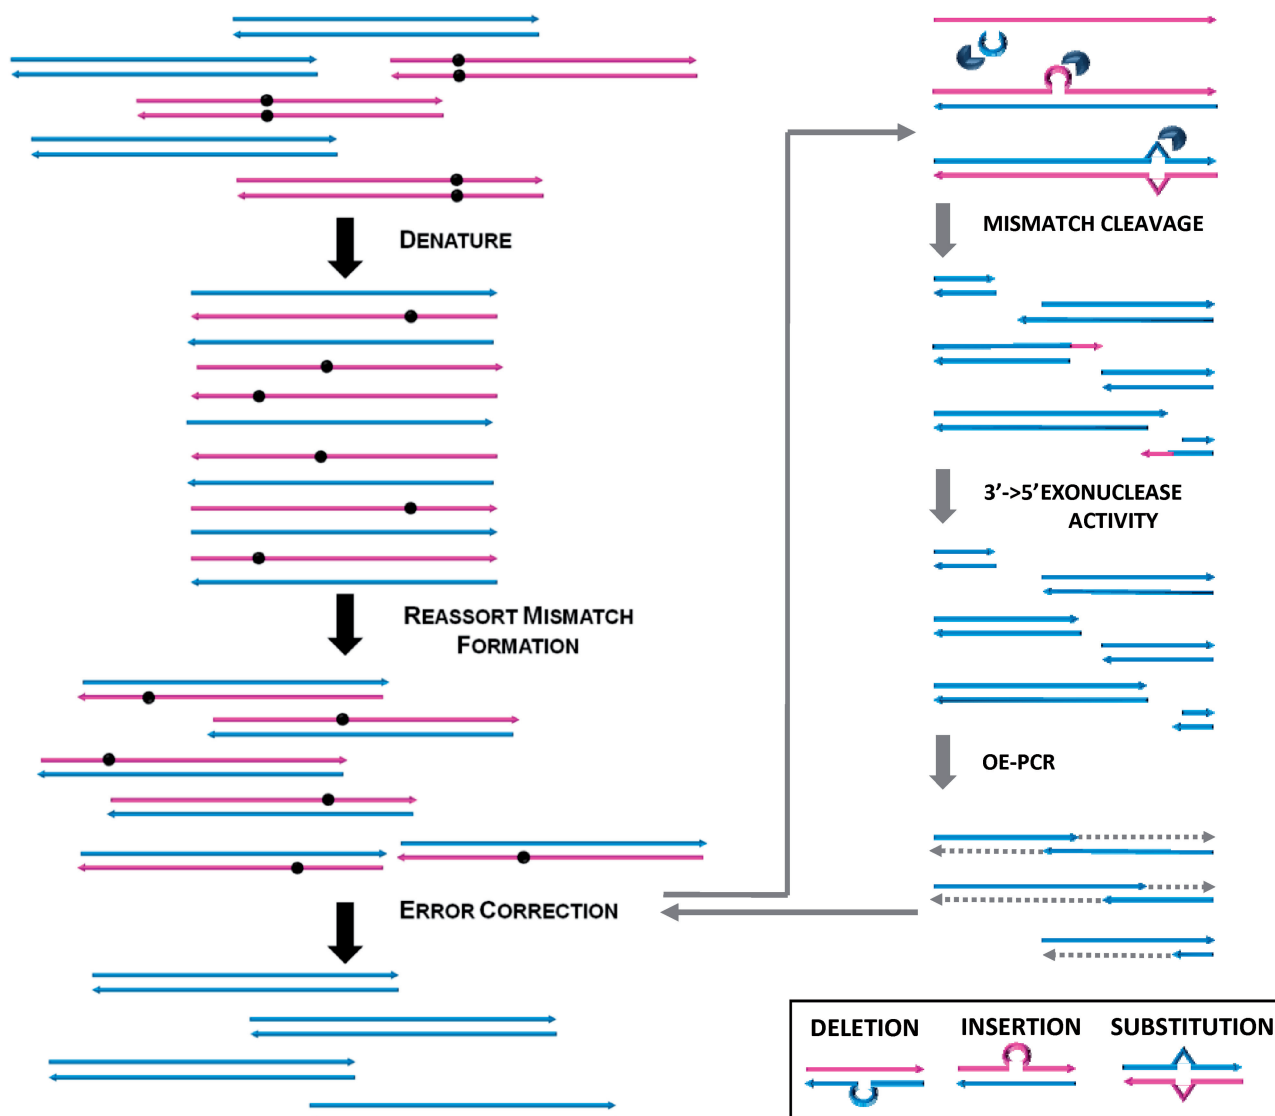 DENATURE
REASSORT MISMATCH
FORMATION
ERROR CORRECTION
MISMATCH CLEAVAGE
3’->5’EXONUCLEASE
ACTIVITY
OE-PCR
DELETION INSERTION SUBSTITUTION